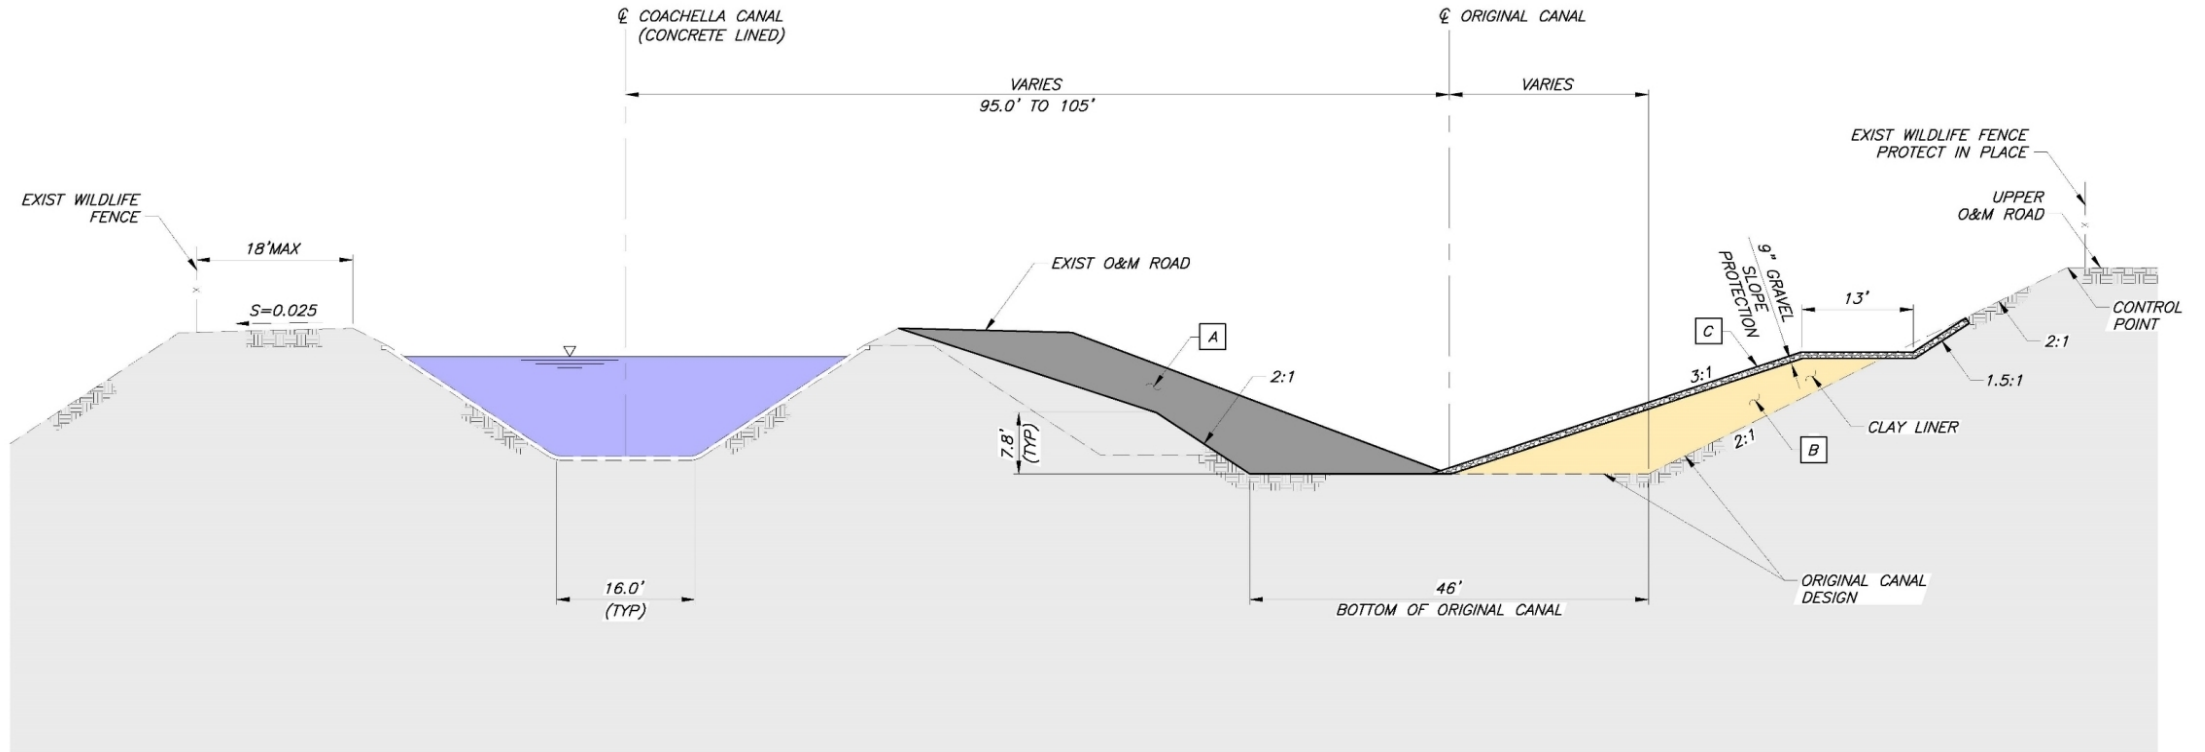 ℄ COACHELLA CANAL
(CONCRETE LINED)
℄ ORIGINAL CANAL
VARIES
95.0' TO 105'
VARIES
EXIST WILDLIFE FENCE
PROTECT IN PLACE
UPPER
O&M ROAD
EXIST WILDLIFE
FENCE
18'MAX
S=0.025
EXIST O&M ROAD
A
2:1
7.8'
(TYP)
9" GRAVEL
SLOPE
PROTECTION
C
3:1
13'
CONTROL
POINT
2:1
1.5:1
CLAY LINER
2:1
B
16.0'
(TYP)
46'
BOTTOM OF ORIGINAL CANAL
ORIGINAL CANAL
DESIGN